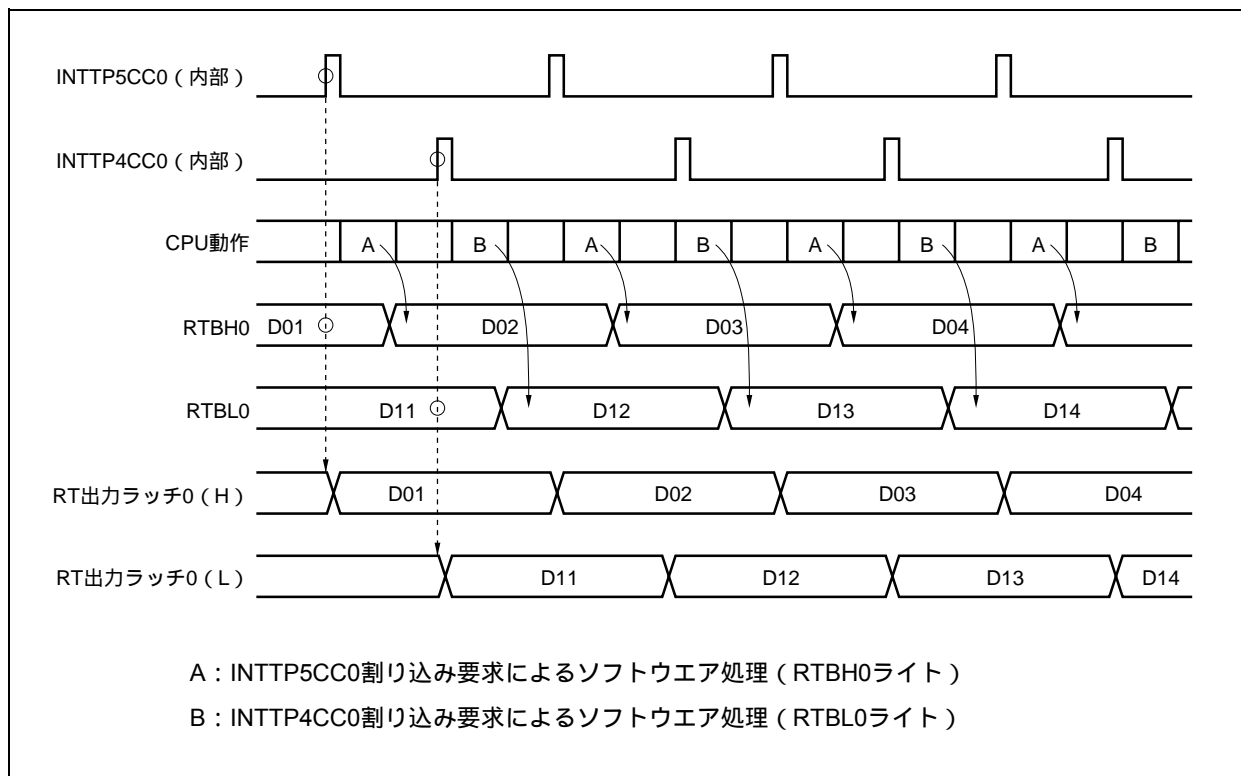 INTTP5CC0（内部）
INTTP4CC0（内部）
CPU動作 A B A B A B A B
RTBH0 D01 D02 D03 D04
RTBL0 D11 D12 D13 D14
RT出力ラッチ0（H） D01 D02 D03 D04
RT出力ラッチ0（L） D11 D12 D13 D14
A：INTTP5CC0割り込み要求によるソフトウエア処理（RTBH0ライト）
B：INTTP4CC0割り込み要求によるソフトウエア処理（RTBL0ライト）